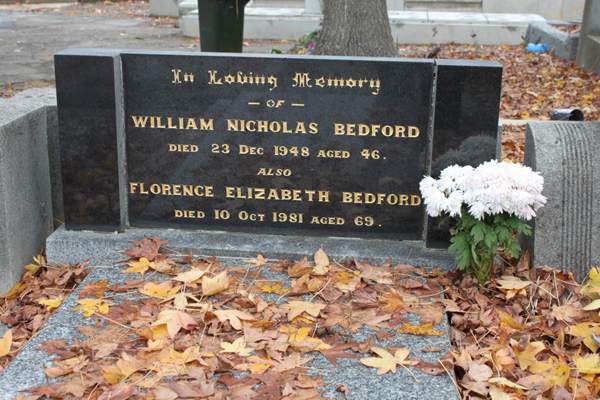 In Loving Memory
– OF –
WILLIAM NICHOLAS BEDFORD
DIED 23 DEC 1948 AGED 46.
ALSO
FLORENCE ELIZABETH BEDFORD
DIED 10 OCT 1981 AGED 69.